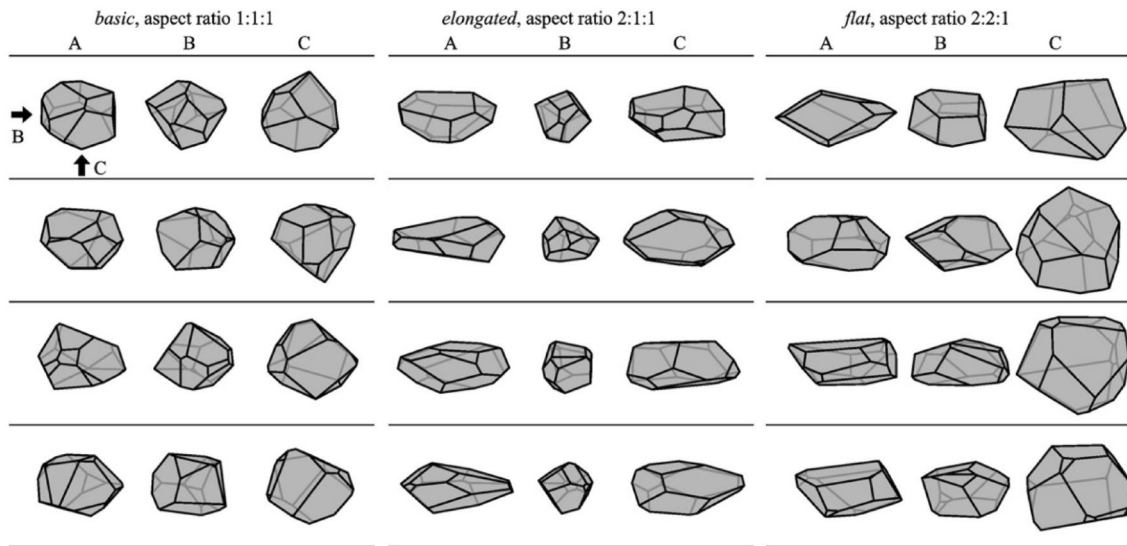 basic, aspect ratio 1:1:1
elongated, aspect ratio 2:1:1
flat, aspect ratio 2:2:1
A B C
A B C
A B C
B
C